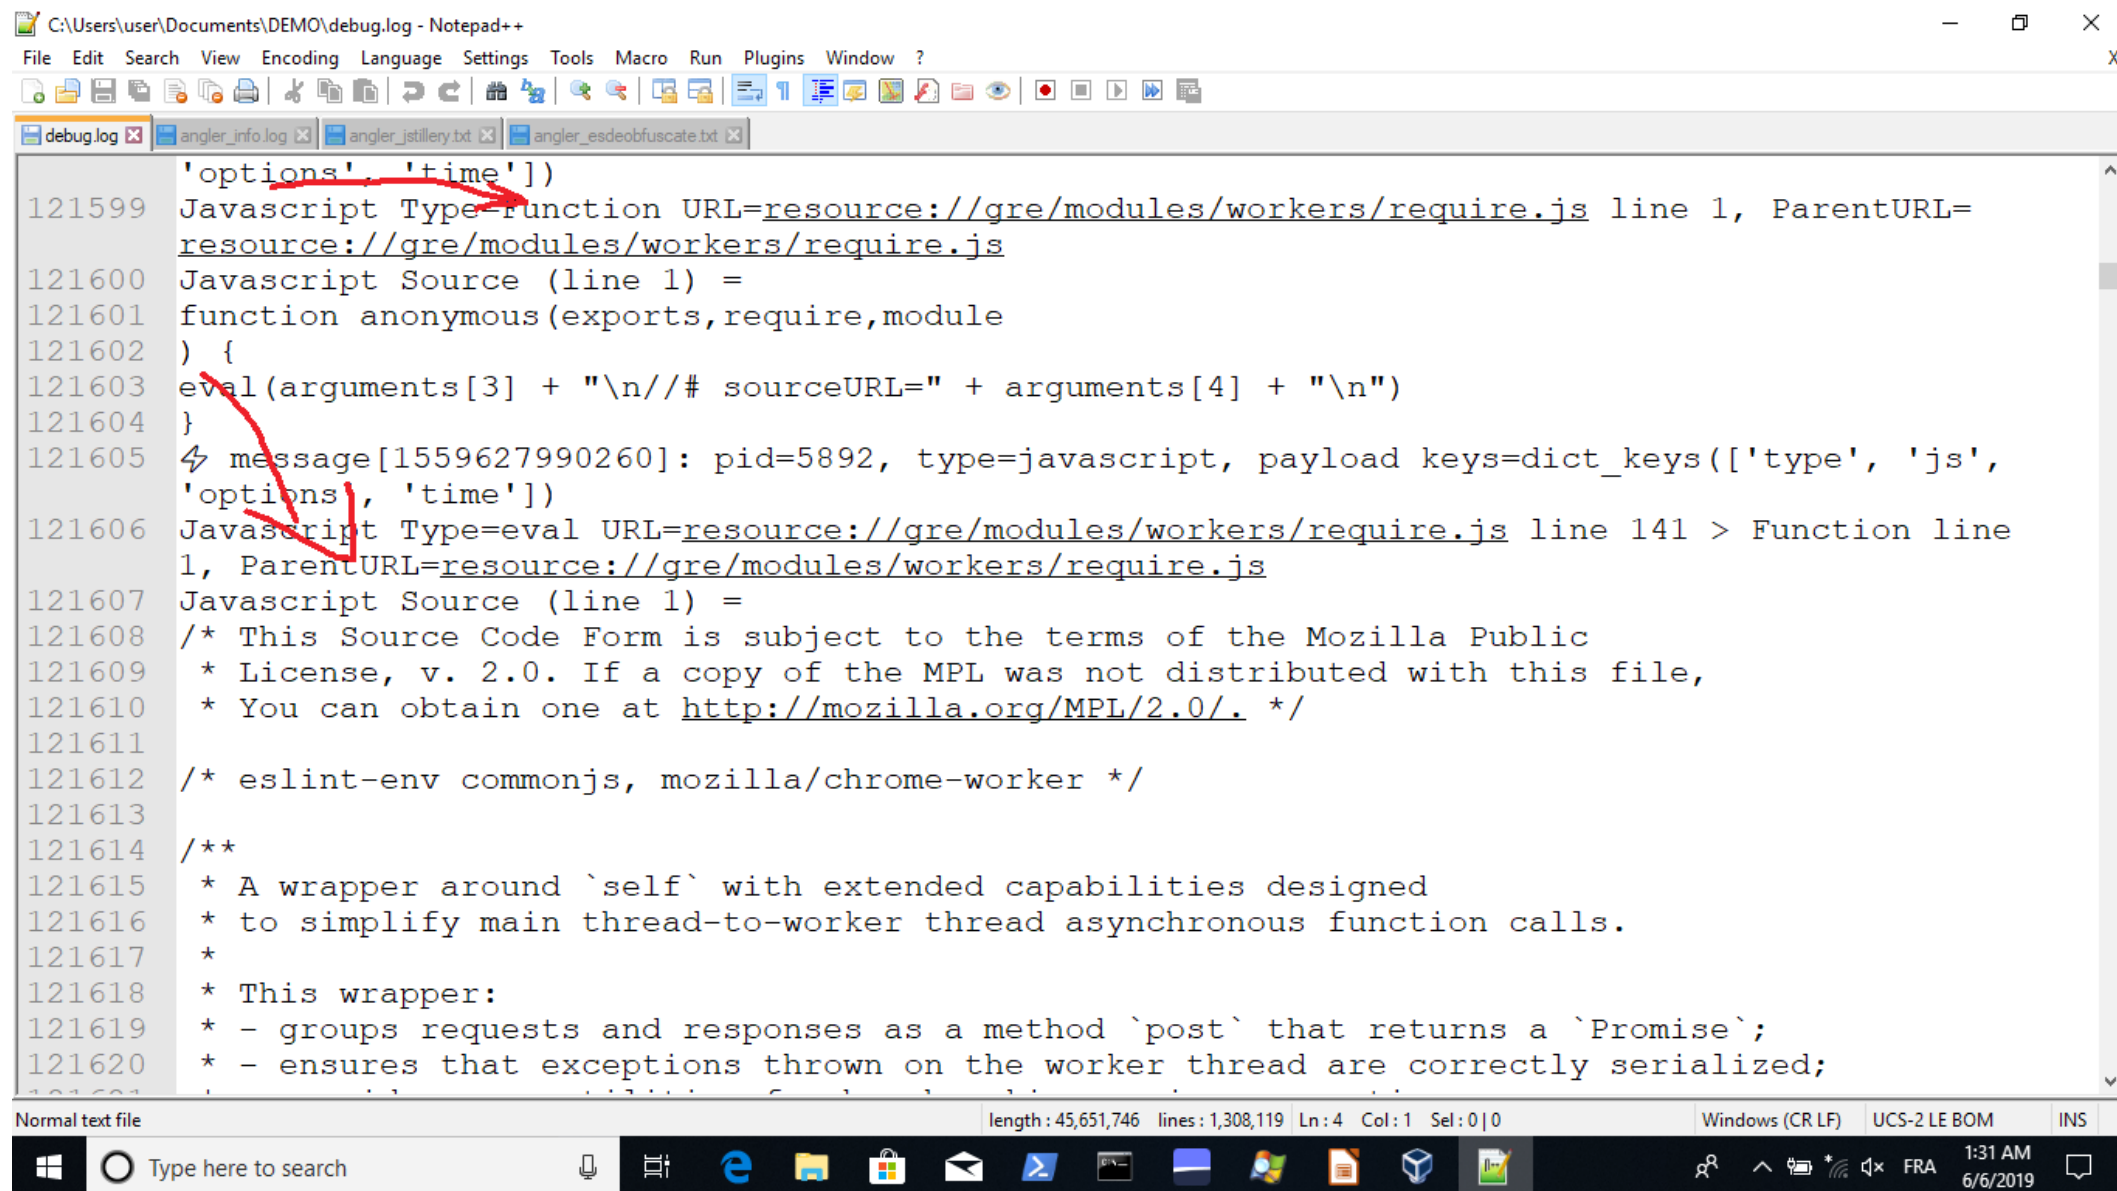 C:\Users\user\Documents\DEMO\debug.log - Notepad++
File Edit Search View Encoding Language Settings Tools Macro Run Plugins Window ? X
debug.log angler_info.log angler_jstillery.txt angler_esdeobfuscate.txt
'options', 'time'])
121599 Javascript Type=Function URL=resource://gre/modules/workers/require.js line 1, ParentURL=
resource://gre/modules/workers/require.js
121600 Javascript Source (line 1) =
121601 function anonymous(exports,require,module
121602 ) {
121603 eval(arguments[3] + "\n//# sourceURL=" + arguments[4] + "\n")
121604 }
121605 ⚡ message[1559627990260]: pid=5892, type=javascript, payload keys=dict_keys(['type', 'js',
'options', 'time'])
121606 Javascript Type=eval URL=resource://gre/modules/workers/require.js line 141 > Function line
1, ParentURL=resource://gre/modules/workers/require.js
121607 Javascript Source (line 1) =
121608 /* This Source Code Form is subject to the terms of the Mozilla Public
121609 * License, v. 2.0. If a copy of the MPL was not distributed with this file,
121610 * You can obtain one at http://mozilla.org/MPL/2.0/. */
121611
121612 /* eslint-env commonjs, mozilla/chrome-worker */
121613
121614 /**
121615 * A wrapper around `self` with extended capabilities designed
121616 * to simplify main thread-to-worker thread asynchronous function calls.
121617 *
121618 * This wrapper:
121619 * - groups requests and responses as a method `post` that returns a `Promise`;
121620 * - ensures that exceptions thrown on the worker thread are correctly serialized;
Normal text file length : 45,651,746 lines : 1,308,119 Ln : 4 Col : 1 Sel : 0 | 0 Windows (CR LF) UCS-2 LE BOM INS
Type here to search FRA 1:31 AM
6/6/2019